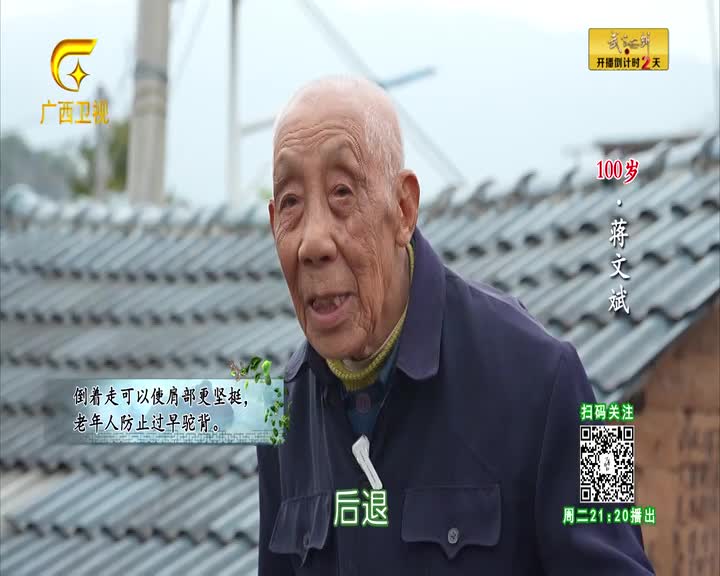 广西卫视
开播倒计时2天
100岁·蒋文斌
倒着走可以使肩部更坚挺，
老年人防止过早驼背。
后退
扫码关注
周二21:20播出